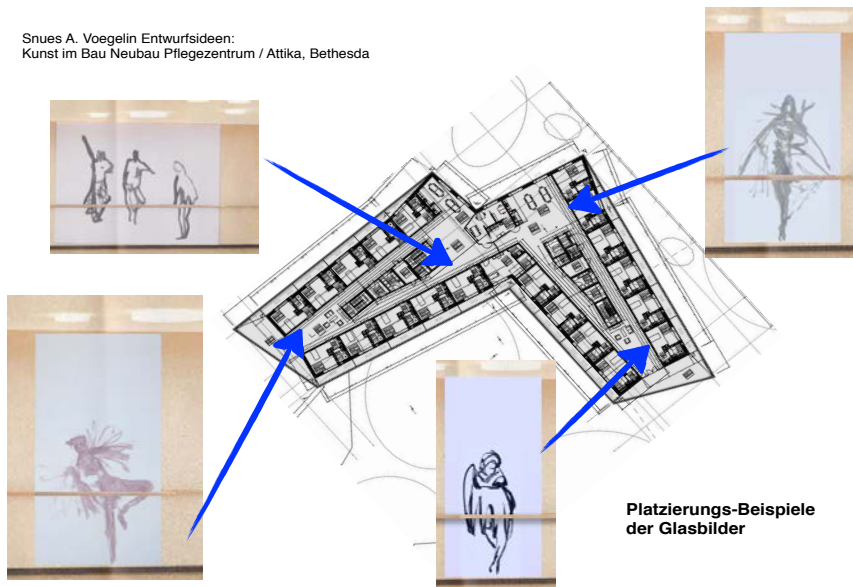 Snues A. Voegelin Entwurfsideen:
Kunst im Bau Neubau Pflegezentrum / Attika, Bethesda
Platzierungs-Beispiele
der Glasbilder